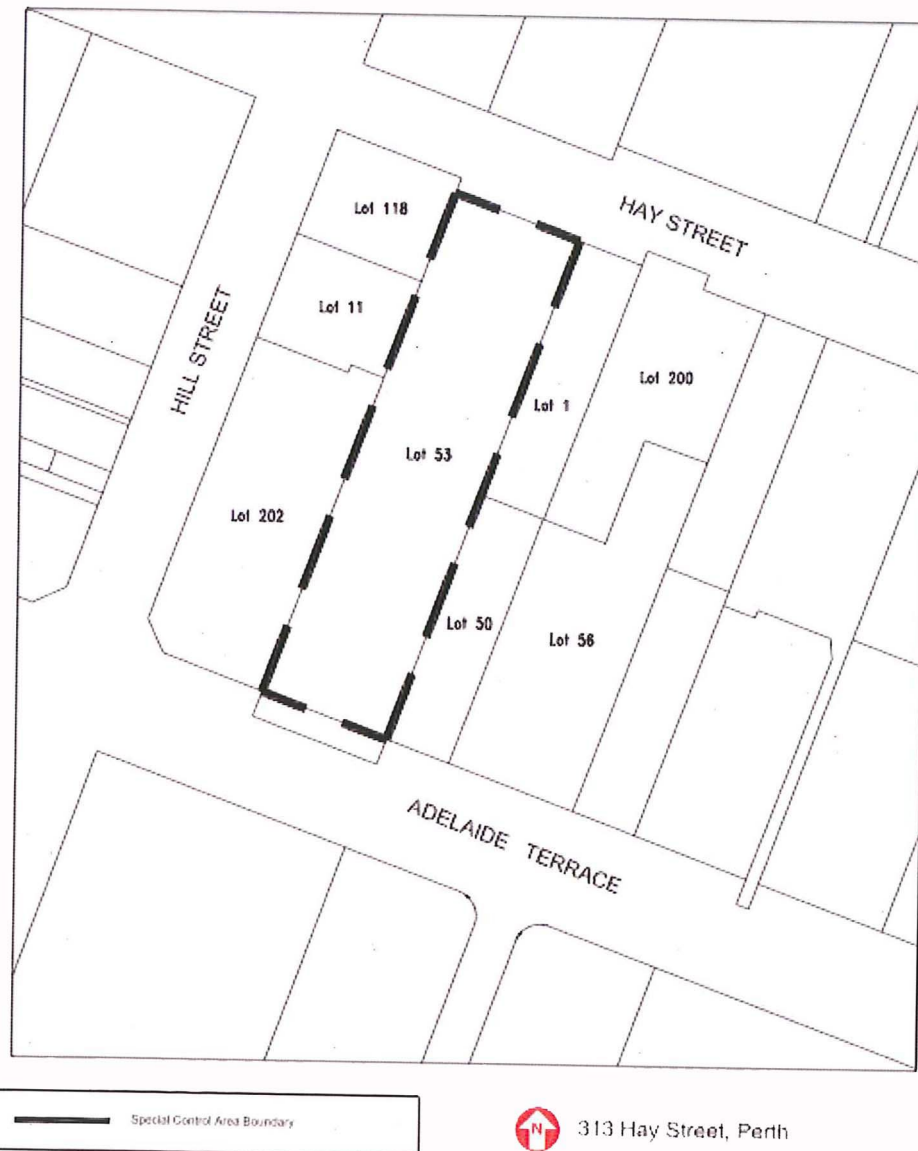 HAY STREET
Lot 118
Lot 11
HILL STREET
Lot 200
Lot 1
Lot 53
Lot 202
Lot 50
Lot 56
ADELAIDE TERRACE
Special Control Area Boundary
N
313 Hay Street, Perth